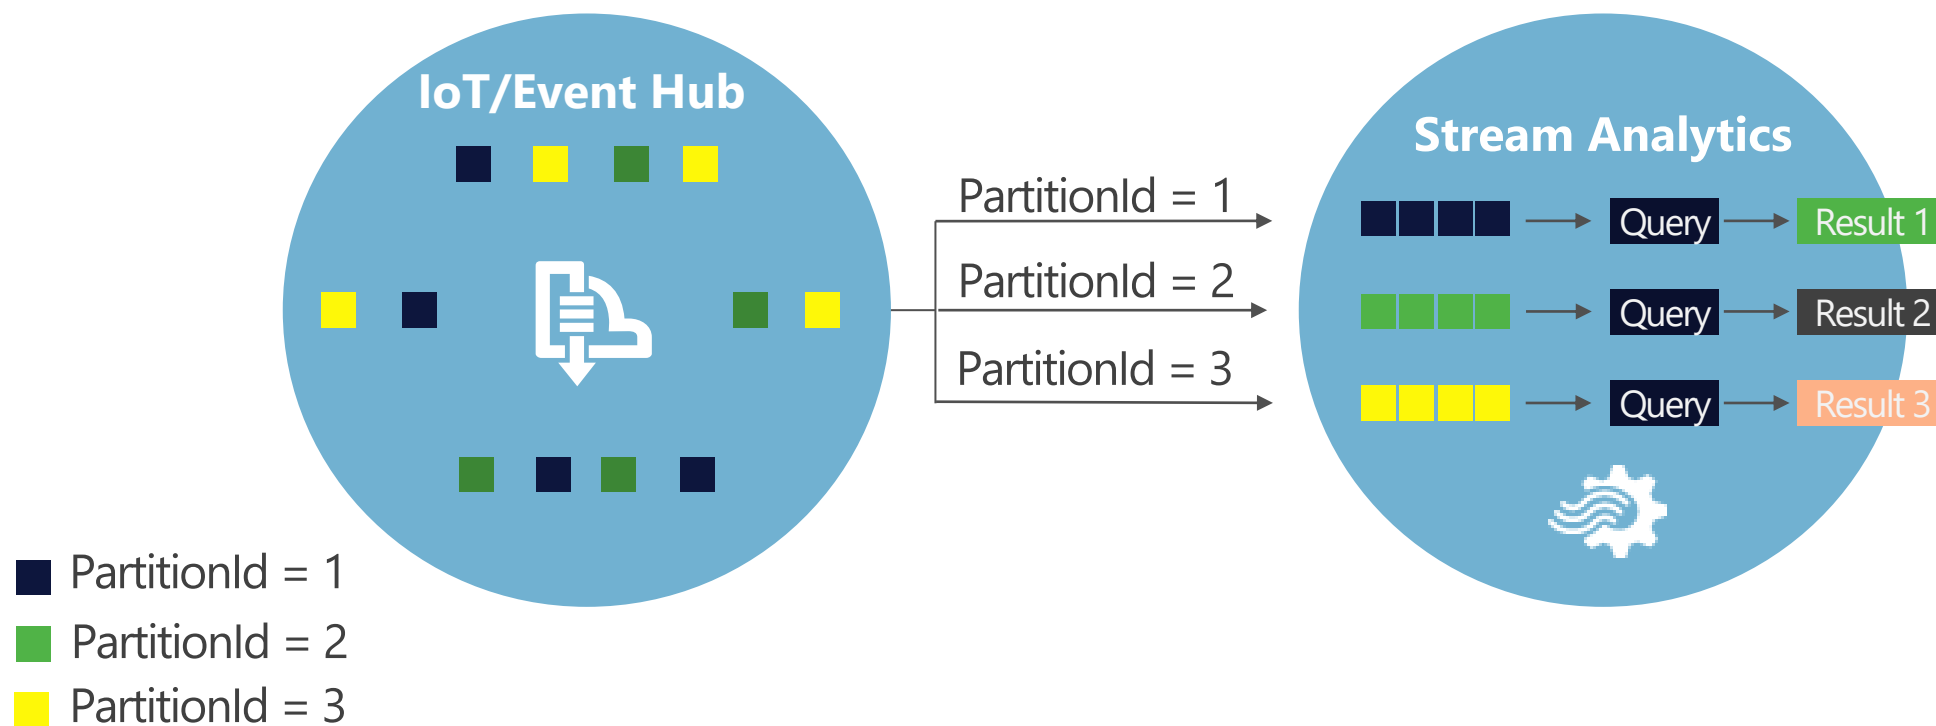 IoT/Event Hub
Stream Analytics
PartitionId = 1
PartitionId = 2
PartitionId = 3
Query
Result 1
Query
Result 2
Query
Result 3
PartitionId = 1
PartitionId = 2
PartitionId = 3